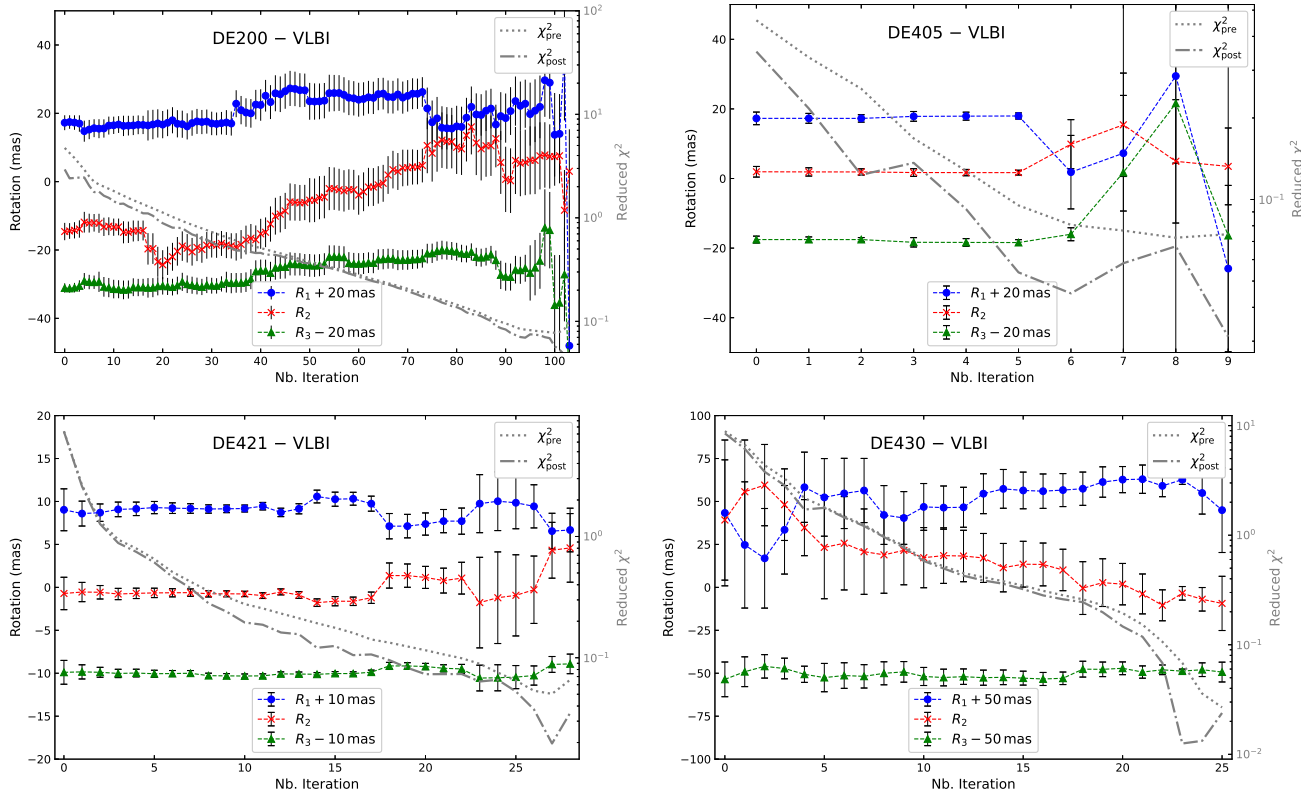 DE200 − VLBI
χ²pre
χ²post
Rotation (mas)
40
20
0
−20
−40
10²
10¹
10⁰
10⁻¹
Reduced χ²
R₁ + 20 mas
R₂
R₃ − 20 mas
0 10 20 30 40 50 60 70 80 90 100
Nb. Iteration
DE405 − VLBI
χ²pre
χ²post
Rotation (mas)
40
20
0
−20
−40
10⁻¹
Reduced χ²
R₁ + 20 mas
R₂
R₃ − 20 mas
0 1 2 3 4 5 6 7 8 9
Nb. Iteration
DE421 − VLBI
χ²pre
χ²post
Rotation (mas)
20
15
10
5
0
−5
−10
−15
−20
10⁰
10⁻¹
Reduced χ²
R₁ + 10 mas
R₂
R₃ − 10 mas
0 5 10 15 20 25
Nb. Iteration
DE430 − VLBI
χ²pre
χ²post
Rotation (mas)
100
75
50
25
0
−25
−50
−75
−100
10¹
10⁰
10⁻¹
10⁻²
Reduced χ²
R₁ + 50 mas
R₂
R₃ − 50 mas
0 5 10 15 20 25
Nb. Iteration